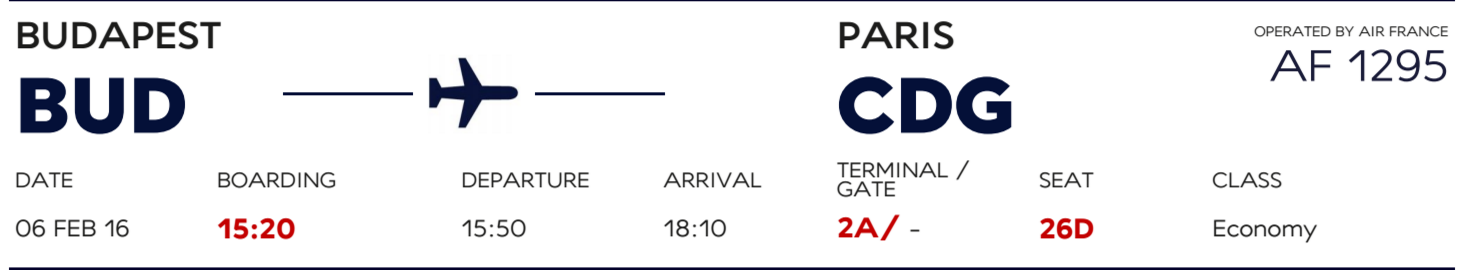 BUDAPEST
PARIS
OPERATED BY AIR FRANCE
AF 1295
BUD
CDG
DATE
BOARDING
DEPARTURE
ARRIVAL
TERMINAL /
GATE
SEAT
CLASS
06 FEB 16
15:20
15:50
18:10
2A/ -
26D
Economy